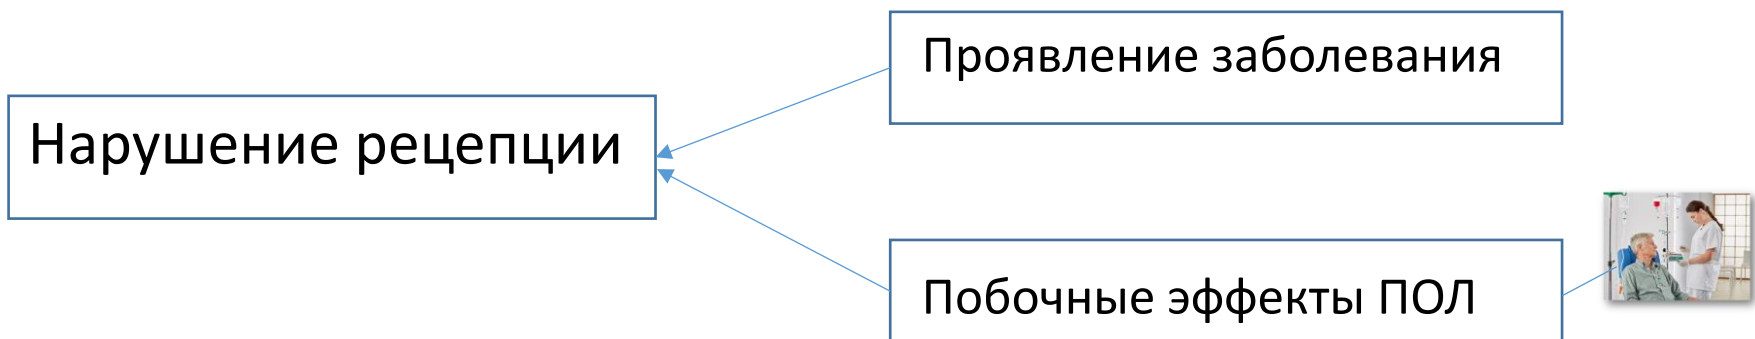 Проявление заболевания
Нарушение рецепции
Побочные эффекты ПОЛ